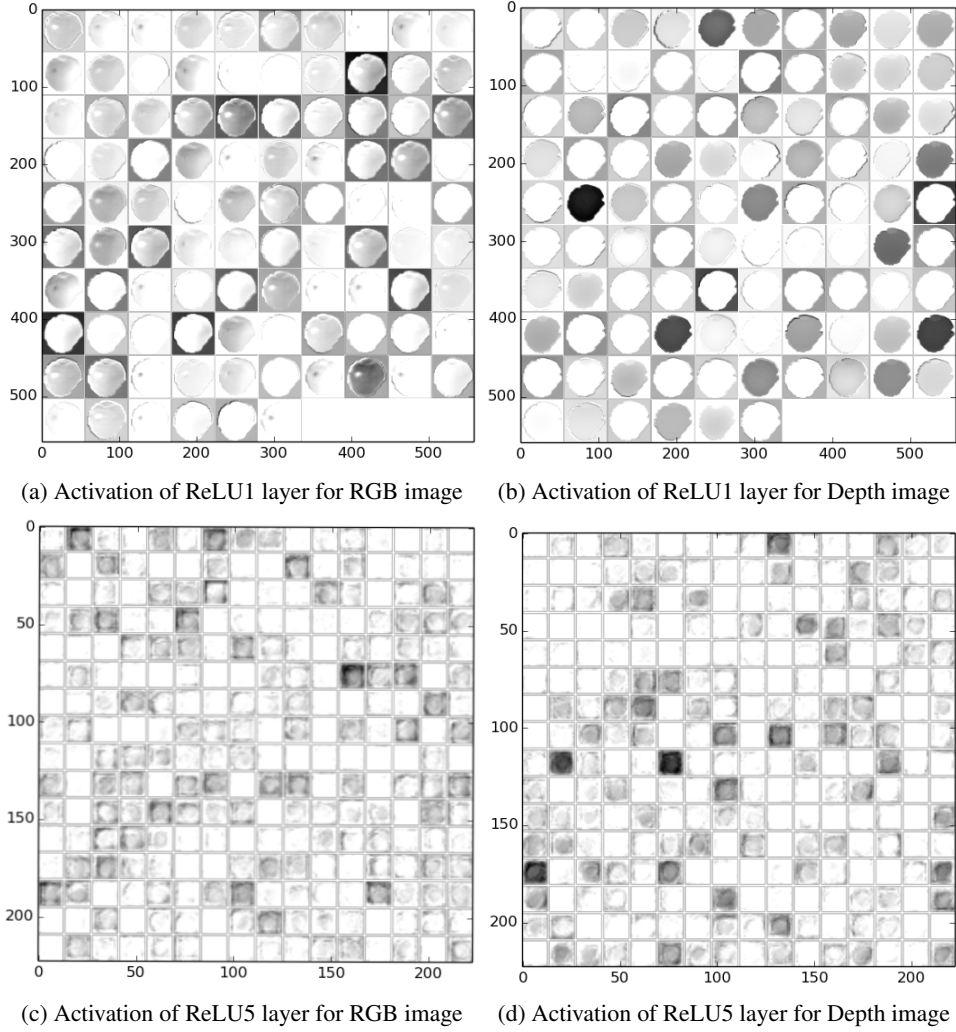 0
100
200
300
400
500
0 100 200 300 400 500
0
100
200
300
400
500
0 100 200 300 400 500
(a) Activation of ReLU1 layer for RGB image
(b) Activation of ReLU1 layer for Depth image
0
50
100
150
200
0 50 100 150 200
0
50
100
150
200
0 50 100 150 200
(c) Activation of ReLU5 layer for RGB image
(d) Activation of ReLU5 layer for Depth image